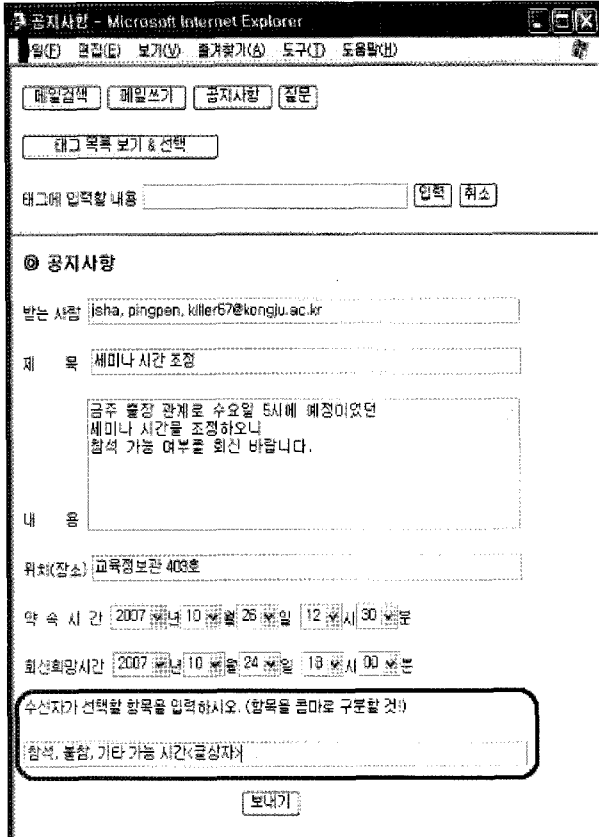 공지사항 - Microsoft Internet Explorer
파일(F) 편집(E) 보기(V) 즐겨찾기(A) 도구(T) 도움말(H)
메일검색 메일쓰기 공지사항 질문
태그 목록 보기 & 선택
태그에 입력할 내용 입력 취소
◎ 공지사항
받는 사람 jsha, pingpen, killer67@kongju.ac.kr
제 목 세미나 시간 조정
금주 출장 관계로 수요일 5시에 예정이었던
세미나 시간을 조정하오니
참석 가능 여부를 회신 바랍니다.
내 용
위치(장소) 교육정보관 403호
약 속 시 간 2007 년 10 월 26 일 12 시 30 분
회신희망시간 2007 년 10 월 24 일 18 시 00 분
수신자가 선택할 항목을 입력하시오. (항목을 콤마로 구분할 것!)
참석, 불참, 기타 가능 시간<글상자>
보내기